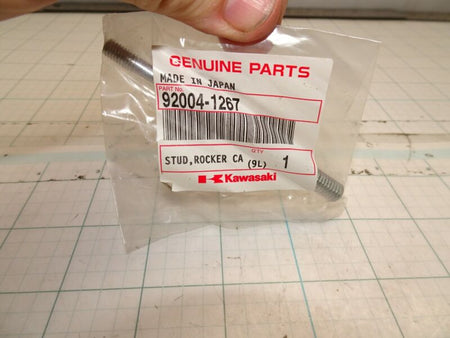 GENUINE PARTS
MADE IN JAPAN
PART No.
92004-1267
QTY
STUD,ROCKER CA (9L) 1
Kawasaki